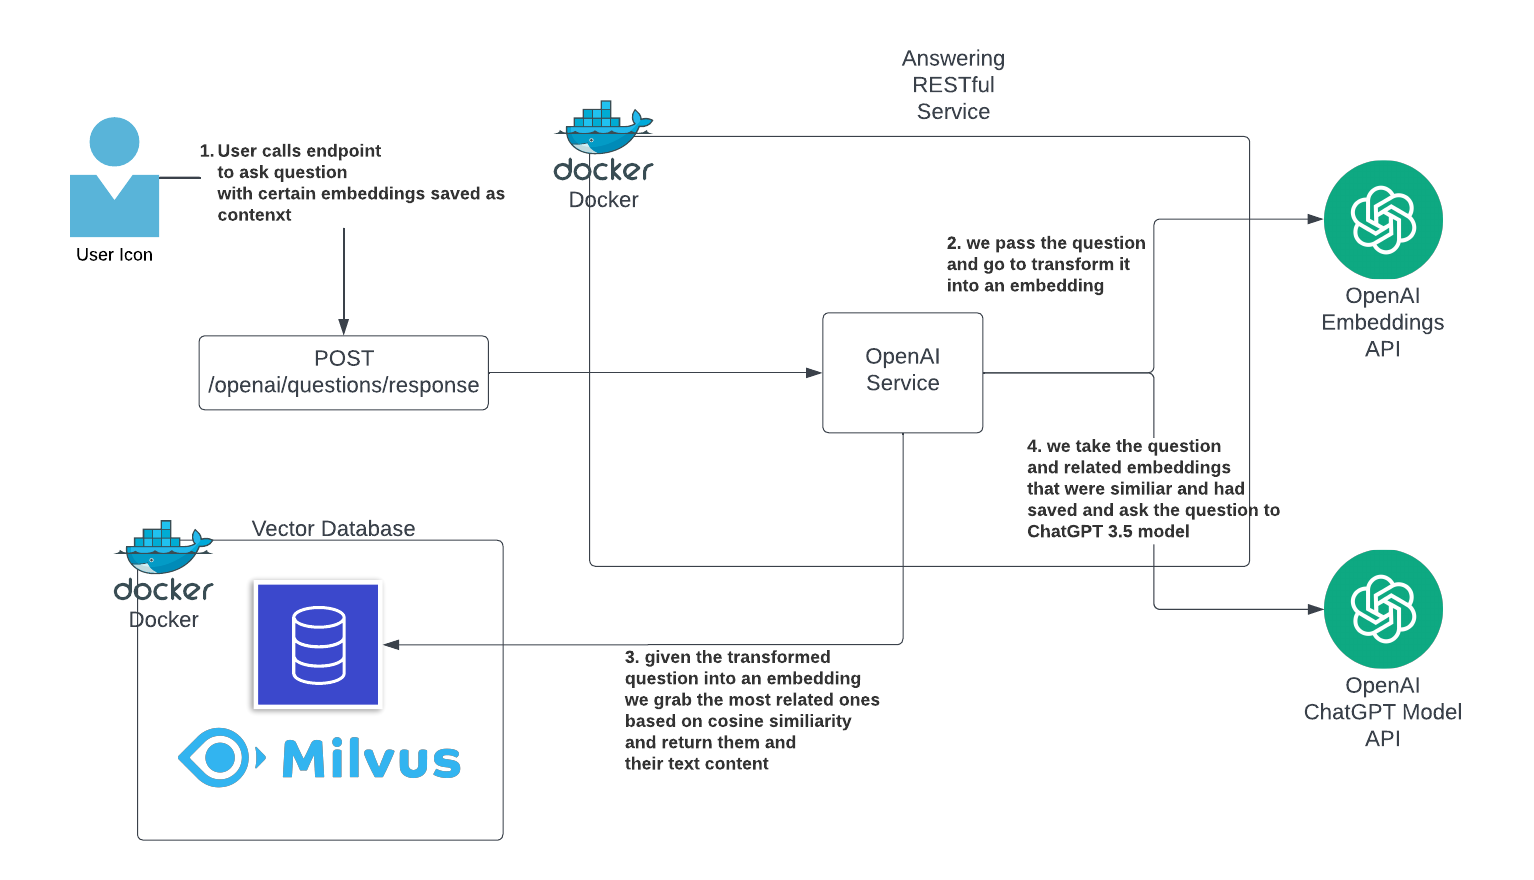 Answering
RESTful
Service
docker
Docker
1. User calls endpoint
to ask question
with certain embeddings saved as
contenxt
User Icon
2. we pass the question
and go to transform it
into an embedding
OpenAI
Embeddings
API
POST
/openai/questions/response
OpenAI
Service
4. we take the question
and related embeddings
that were similiar and had
saved and ask the question to
ChatGPT 3.5 model
Vector Database
docker
Docker
Milvus
3. given the transformed
question into an embedding
we grab the most related ones
based on cosine similiarity
and return them and
their text content
OpenAI
ChatGPT Model
API